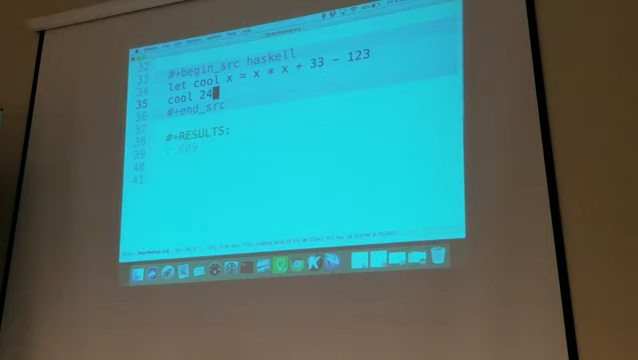 32
33 #+begin_src haskell
34 let cool x = x * x + 33 - 123
35 cool 24
36 #+end_src
37
38 #+RESULTS:
39 : 609
40
41